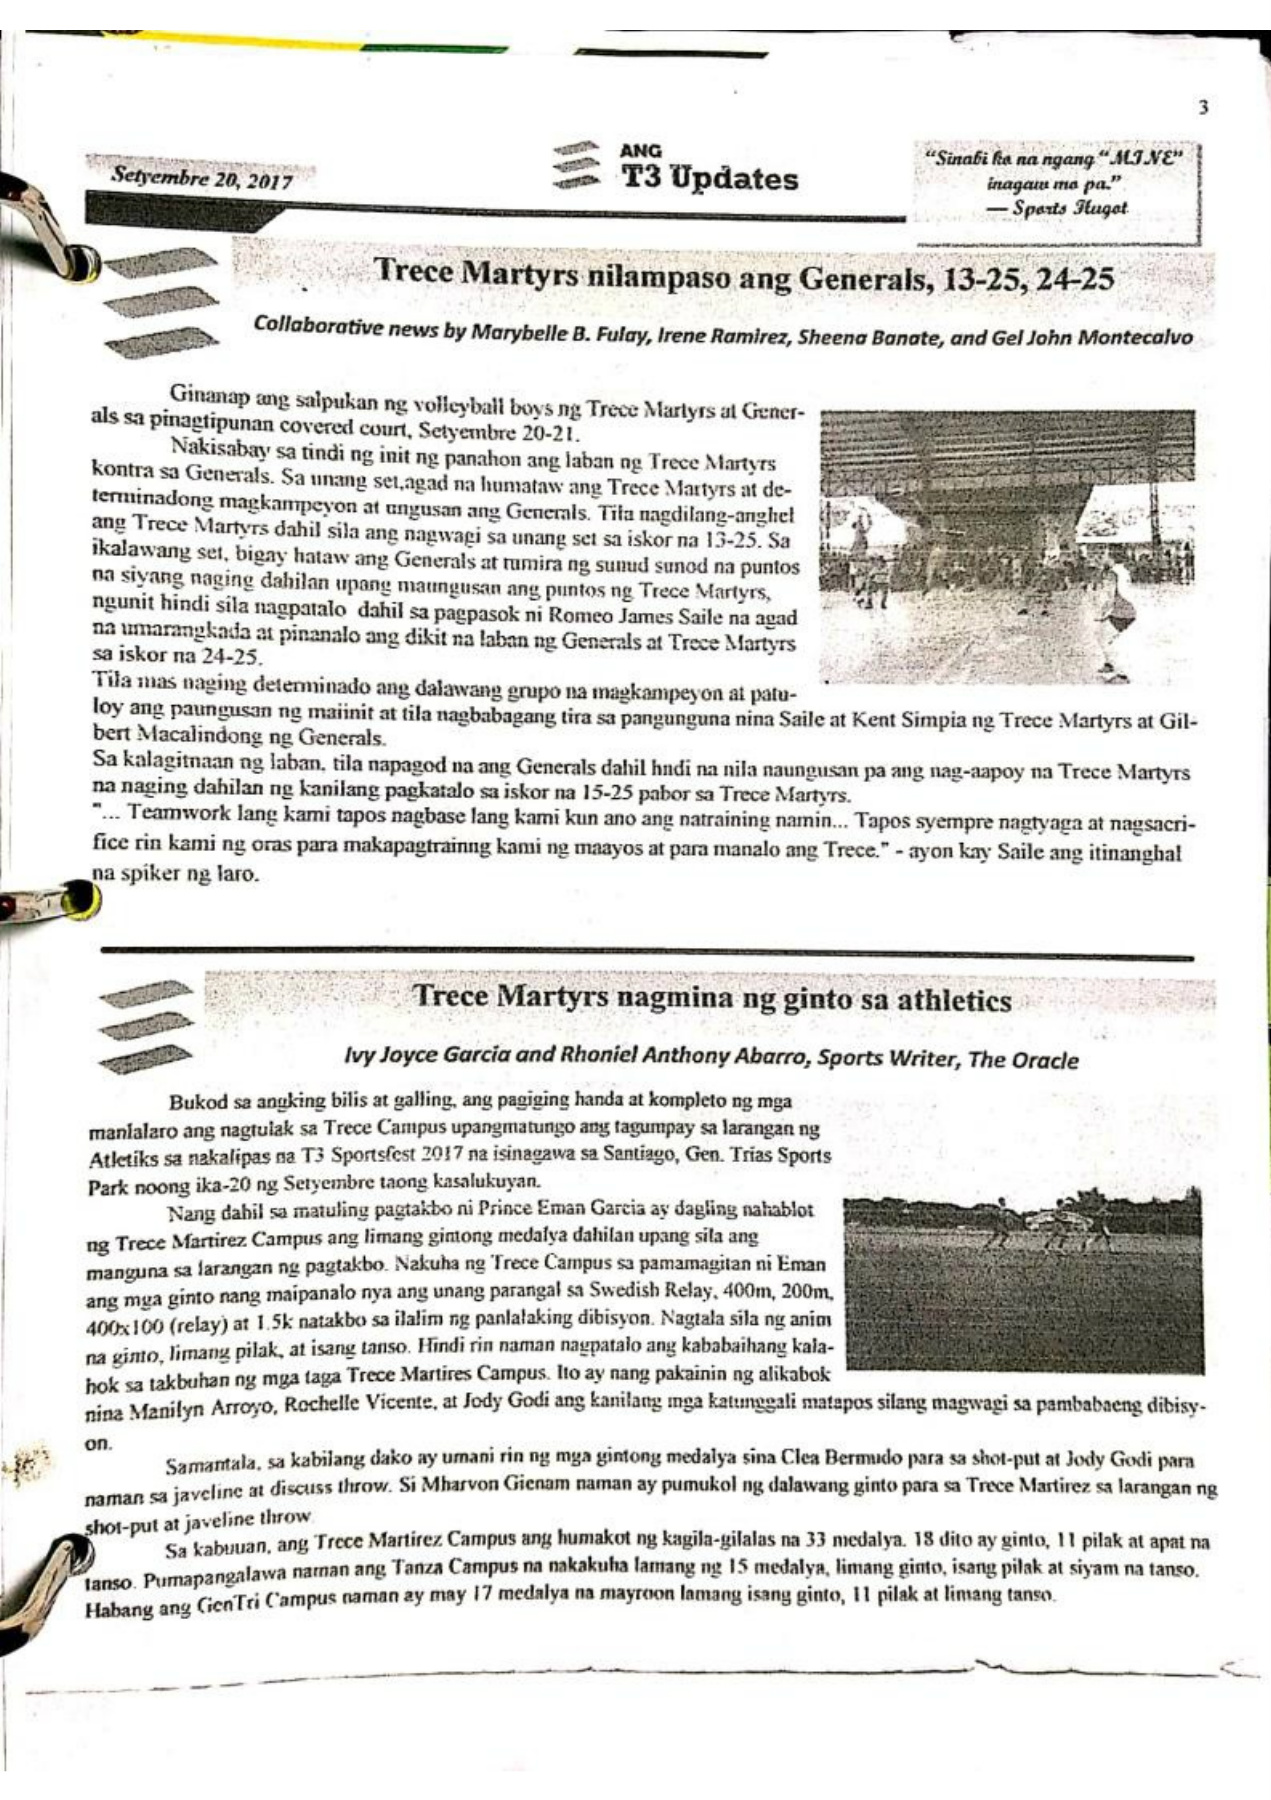 3
Setyembre 20, 2017
ANG
T3 Updates
“Sinabi ko na ngang “MINE”
inagaw mo pa.”
— Sports Hugot
Trece Martyrs nilampaso ang Generals, 13-25, 24-25
Collaborative news by Marybelle B. Fulay, Irene Ramirez, Sheena Banate, and Gel John Montecalvo
Ginanap ang salpukan ng volleyball boys ng Trece Martyrs at Gener-
als sa pinagtipunan covered court, Setyembre 20-21.
Nakisabay sa tindi ng init ng panahon ang laban ng Trece Martyrs
kontra sa Generals. Sa unang set,agad na humataw ang Trece Martyrs at de-
terminadong magkampeyon at ungusan ang Generals. Tila nagdilang-anghel
ang Trece Martyrs dahil sila ang nagwagi sa unang set sa iskor na 13-25. Sa
ikalawang set, bigay hataw ang Generals at tumira ng sunud sunod na puntos
na siyang naging dahilan upang maungusan ang puntos ng Trece Martyrs,
ngunit hindi sila nagpatalo dahil sa pagpasok ni Romeo James Saile na agad
na umarangkada at pinanalo ang dikit na laban ng Generals at Trece Martyrs
sa iskor na 24-25.
Tila mas naging determinado ang dalawang grupo na magkampeyon at patu-
loy ang paungusan ng maiinit at tila nagbabagang tira sa pangunguna nina Saile at Kent Simpia ng Trece Martyrs at Gil-
bert Macalindong ng Generals.
Sa kalagitnaan ng laban, tila napagod na ang Generals dahil hndi na nila naungusan pa ang nag-aapoy na Trece Martyrs
na naging dahilan ng kanilang pagkatalo sa iskor na 15-25 pabor sa Trece Martyrs.
"... Teamwork lang kami tapos nagbase lang kami kun ano ang natraining namin... Tapos syempre nagtyaga at nagsacri-
fice rin kami ng oras para makapagtrainng kami ng maayos at para manalo ang Trece." - ayon kay Saile ang itinanghal
na spiker ng laro.
Trece Martyrs nagmina ng ginto sa athletics
Ivy Joyce Garcia and Rhoniel Anthony Abarro, Sports Writer, The Oracle
Bukod sa angking bilis at galling, ang pagiging handa at kompleto ng mga
manlalaro ang nagtulak sa Trece Campus upangmatungo ang tagumpay sa larangan ng
Atletiks sa nakalipas na T3 Sportsfest 2017 na isinagawa sa Santiago, Gen. Trias Sports
Park noong ika-20 ng Setyembre taong kasalukuyan.
Nang dahil sa matuling pagtakbo ni Prince Eman Garcia ay dagling nahablot
ng Trece Martirez Campus ang limang gintong medalya dahilan upang sila ang
manguna sa larangan ng pagtakbo. Nakuha ng Trece Campus sa pamamagitan ni Eman
ang mga ginto nang maipanalo nya ang unang parangal sa Swedish Relay, 400m, 200m,
400x100 (relay) at 1.5k natakbo sa ilalim ng panlalaking dibisyon. Nagtala sila ng anim
na ginto, limang pilak, at isang tanso. Hindi rin naman nagpatalo ang kababaihang kala-
hok sa takbuhan ng mga taga Trece Martires Campus. Ito ay nang pakainin ng alikabok
nina Manilyn Arroyo, Rochelle Vicente, at Jody Godi ang kanilang mga katunggali matapos silang magwagi sa pambabaeng dibisy-
on.
Samantala, sa kabilang dako ay umani rin ng mga gintong medalya sina Clea Bermudo para sa shot-put at Jody Godi para
naman sa javeline at discuss throw. Si Mharvon Gienam naman ay pumukol ng dalawang ginto para sa Trece Martirez sa larangan ng
shot-put at javeline throw
Sa kabuuan, ang Trece Martirez Campus ang humakot ng kagila-gilalas na 33 medalya. 18 dito ay ginto, 11 pilak at apat na
tanso. Pumapangalawa naman ang Tanza Campus na nakakuha lamang ng 15 medalya, limang ginto, isang pilak at siyam na tanso.
Habang ang GenTri Campus naman ay may 17 medalya na mayroon lamang isang ginto, 11 pilak at limang tanso.